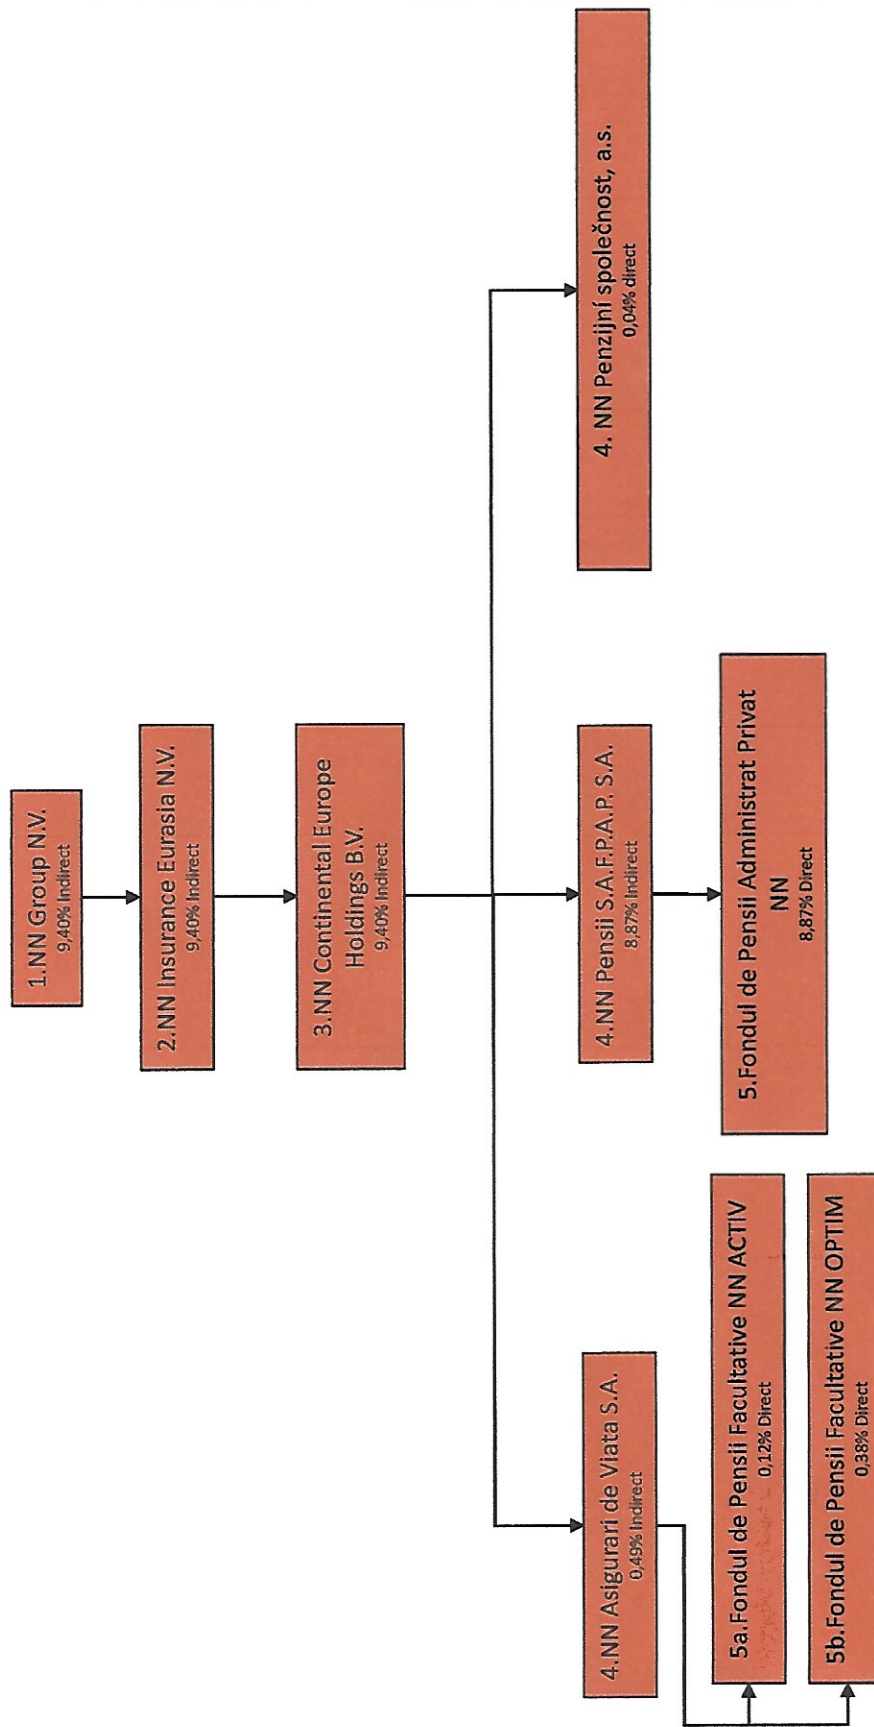 1.NN Group N.V.
9,40% Indirect
2.NN Insurance Eurasia N.V.
9,40% Indirect
3.NN Continental Europe
Holdings B.V.
9,40% Indirect
4.NN Asigurari de Viata S.A.
0,49% Indirect
5a.Fondul de Pensii Facultative NN ACTIV
0,12% Direct
5b.Fondul de Pensii Facultative NN OPTIM
0,38% Direct
4.NN Pensii S.A.F.P.A.P. S.A.
8,87% Indirect
5.Fondul de Pensii Administrat Privat
NN
8,87% Direct
4. NN Penzijní společnost, a.s.
0,04% direct